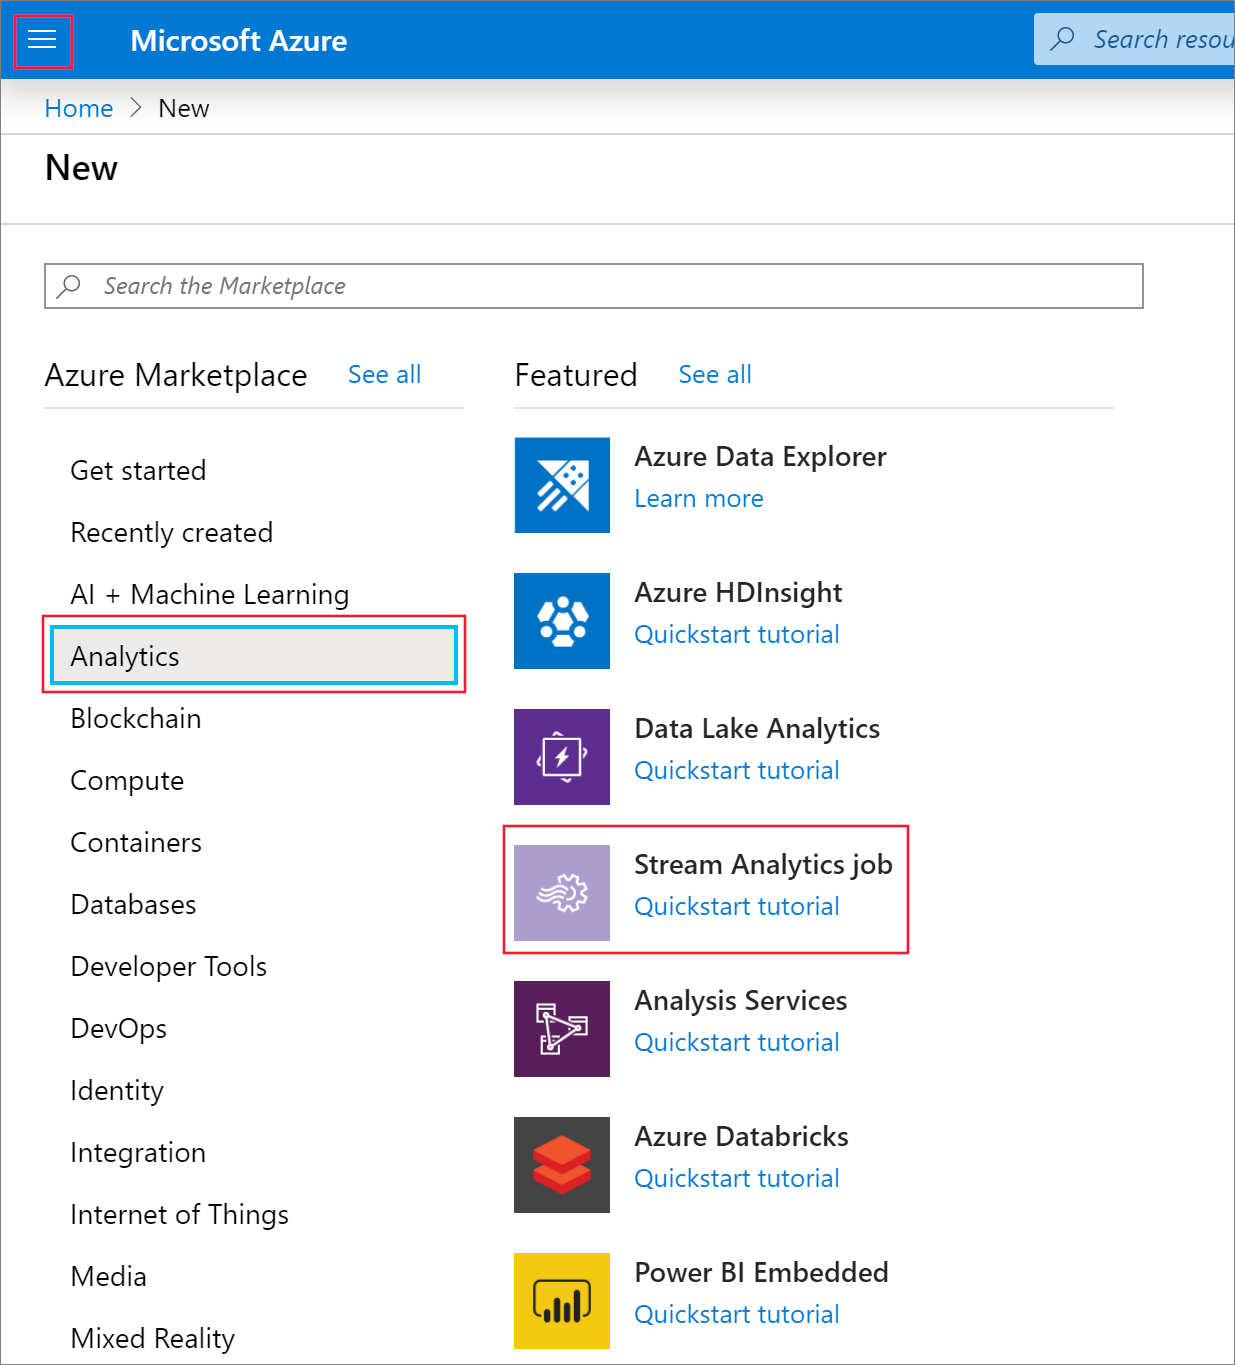 Microsoft Azure
Search resou
Home > New
New
Search the Marketplace
Azure Marketplace See all
Get started
Recently created
AI + Machine Learning
Analytics
Blockchain
Compute
Containers
Databases
Developer Tools
DevOps
Identity
Integration
Internet of Things
Media
Mixed Reality
Featured See all
Azure Data Explorer
Learn more
Azure HDInsight
Quickstart tutorial
Data Lake Analytics
Quickstart tutorial
Stream Analytics job
Quickstart tutorial
Analysis Services
Quickstart tutorial
Azure Databricks
Quickstart tutorial
Power BI Embedded
Quickstart tutorial